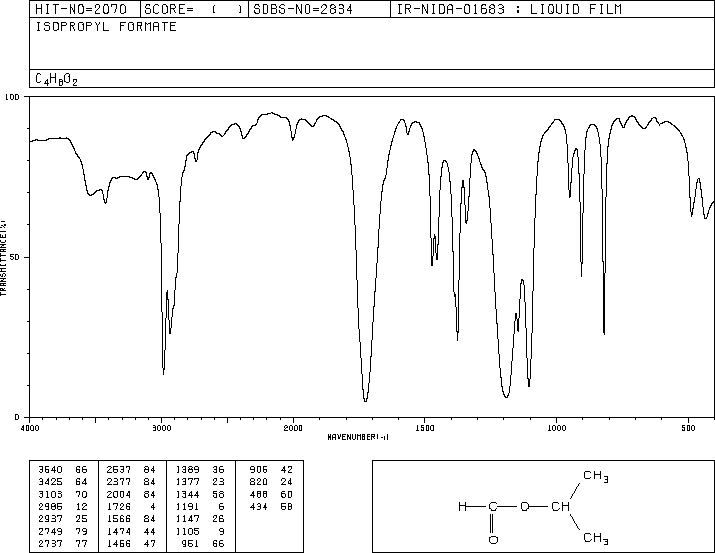 HIT-NO=2070 SCORE= ( ) SDBS-NO=2834 IR-NIDA-01683 : LIQUID FILM
ISOPROPYL FORMATE
C4H8O2
100
TRANSMITTANCE(%)
50
0
4000 3000 2000 1500 1000 500
WAVENUMBER(-1)
3540 66 2537 84 1389 36 906 42
3425 64 2377 84 1377 23 820 24
3103 70 2004 84 1344 58 488 60
2985 12 1726 4 1191 6 434 58
2937 25 1566 84 1147 26
2749 79 1474 44 1105 9
2737 77 1456 47 951 66
CH3
H C O CH
O CH3